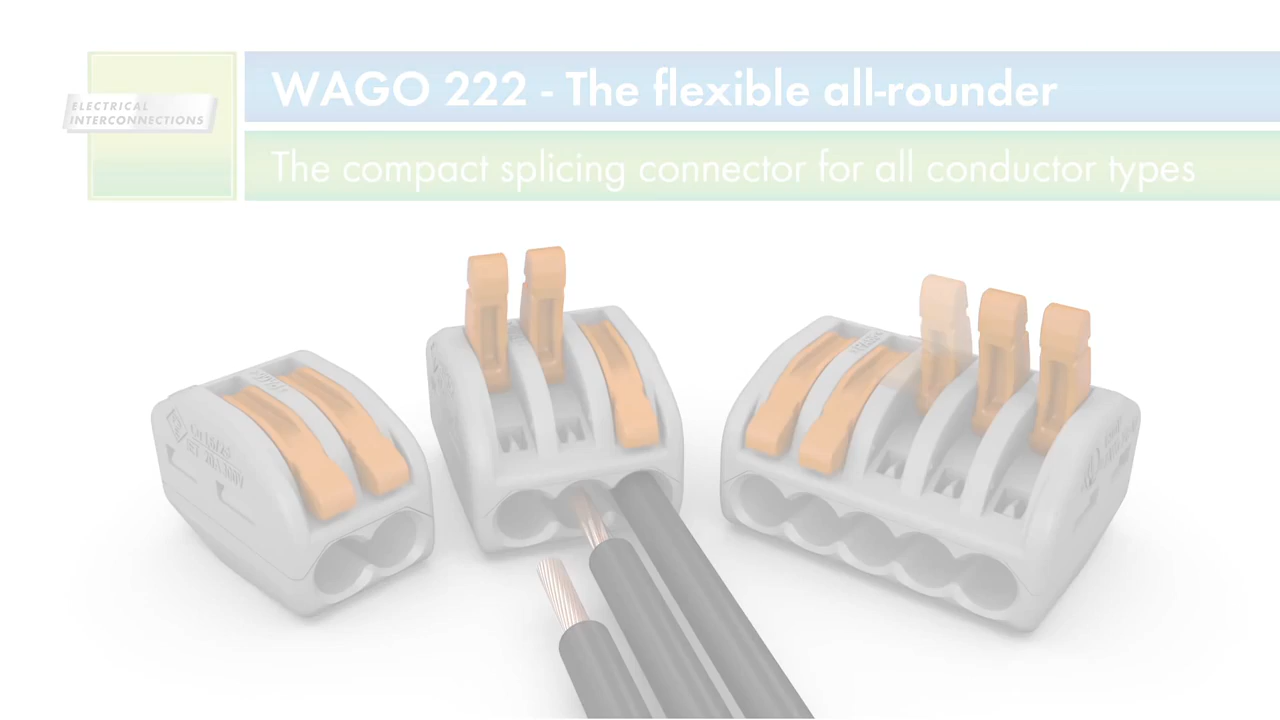 ELECTRICAL
INTERCONNECTIONS
WAGO 222 - The flexible all-rounder
The compact splicing connector for all conductor types